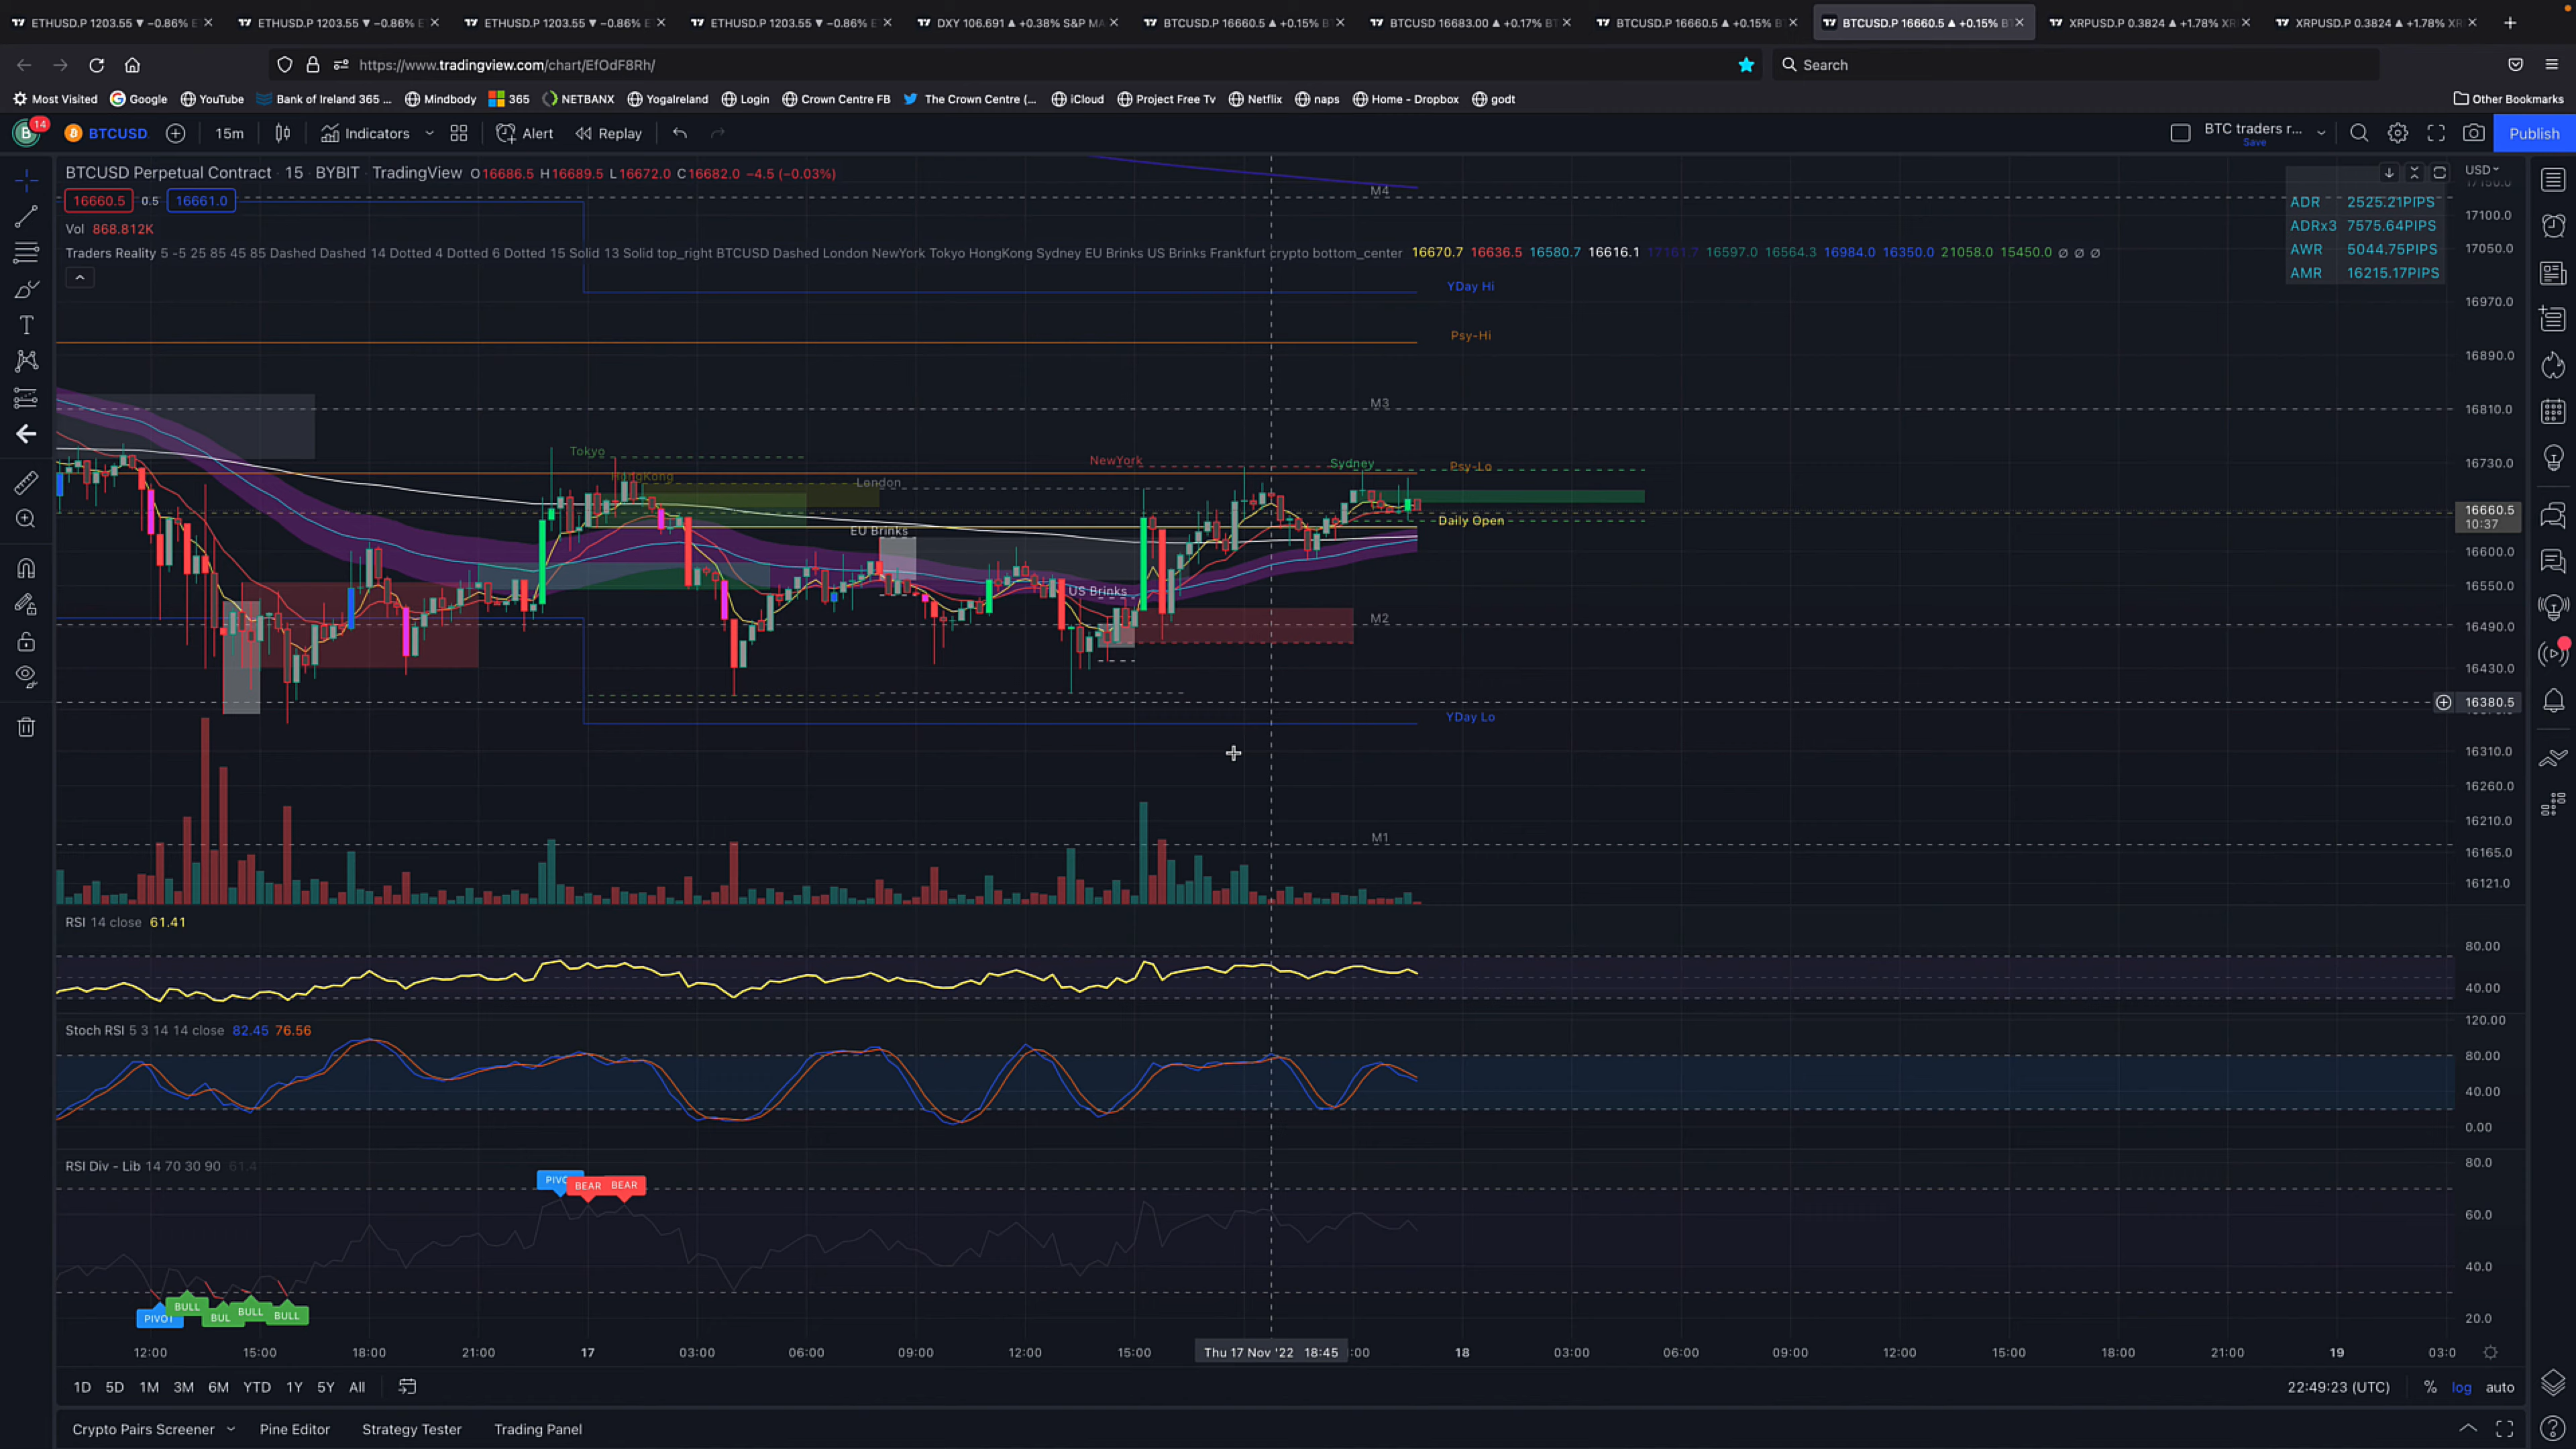 ETHUSD.P 1203.55 ▼ −0.86% E
ETHUSD.P 1203.55 ▼ −0.86% E
ETHUSD.P 1203.55 ▼ −0.86% E
ETHUSD.P 1203.55 ▼ −0.86% E
DXY 106.691 ▲ +0.38% S&P MA
BTCUSD.P 16660.5 ▲ +0.15% B
BTCUSD 16683.00 ▲ +0.17% BT
BTCUSD.P 16660.5 ▲ +0.15% B
BTCUSD.P 16660.5 ▲ +0.15% B
XRPUSD.P 0.3824 ▲ +1.78% XR
XRPUSD.P 0.3824 ▲ +1.78% XR
https://www.tradingview.com/chart/EfOdF8Rh/
Search
Most Visited Google YouTube Bank of Ireland 365 ... Mindbody 365 NETBANX YogaIreland Login Crown Centre FB The Crown Centre (... iCloud Project Free Tv Netflix naps Home - Dropbox godt Other Bookmarks
B 14 BTCUSD 15m Indicators Alert Replay BTC traders r... Save Publish
BTCUSD Perpetual Contract · 15 · BYBIT · TradingView O16686.5 H16689.5 L16672.0 C16682.0 −4.5 (−0.03%)
16660.5 0.5 16661.0
Vol 868.812K
Traders Reality 5 -5 25 85 45 85 Dashed Dashed 14 Dotted 4 Dotted 6 Dotted 15 Solid 13 Solid top_right BTCUSD Dashed London NewYork Tokyo HongKong Sydney EU Brinks US Brinks Frankfurt crypto bottom_center 16670.7 16636.5 16580.7 16616.1 17161.7 16597.0 16564.3 16984.0 16350.0 21058.0 15450.0 ∅ ∅ ∅
ADR 2525.21PIPS
ADRx3 7575.64PIPS
AWR 5044.75PIPS
AMR 16215.17PIPS
USD
17150.0
17100.0
17050.0
16970.0
16890.0
16810.0
16730.0
16660.5
10:37
16600.0
16550.0
16490.0
16430.0
16380.5
16310.0
16260.0
16210.0
16165.0
16121.0
M4
YDay Hi
Psy-Hi
M3
Tokyo
HongKong
London
EU Brinks
NewYork
Sydney
Psy-Lo
Daily Open
US Brinks
M2
YDay Lo
M1
RSI 14 close 61.41
80.00
40.00
Stoch RSI 5 3 14 14 close 82.45 76.56
120.00
80.00
40.00
0.00
RSI Div - Lib 14 70 30 90 61.4
80.0
60.0
40.0
20.0
PIVO BEAR BEAR
PIVOT BULL BUL BULL BULL
12:00 15:00 18:00 21:00 17 03:00 06:00 09:00 12:00 15:00 Thu 17 Nov '22 18:45 :00 18 03:00 06:00 09:00 12:00 15:00 18:00 21:00 19 03:0
1D 5D 1M 3M 6M YTD 1Y 5Y All 22:49:23 (UTC) % log auto
Crypto Pairs Screener Pine Editor Strategy Tester Trading Panel